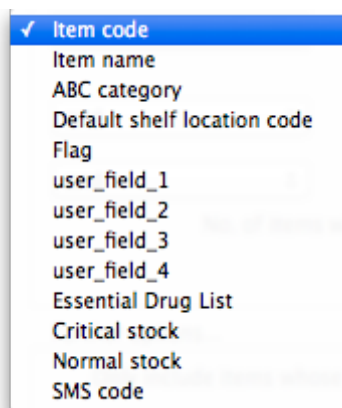 ✓ Item code
Item name
ABC category
Default shelf location code
Flag
user_field_1
user_field_2
user_field_3
user_field_4
Essential Drug List
Critical stock
Normal stock
SMS code